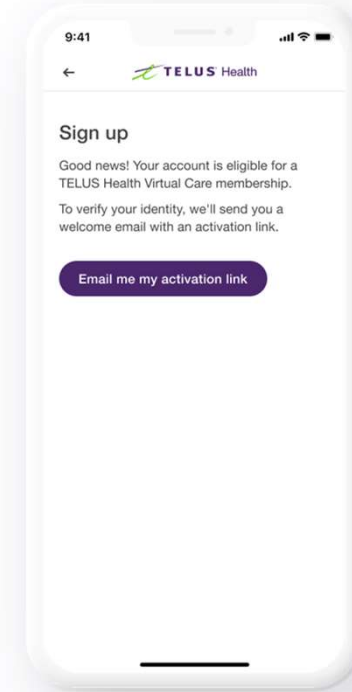 9:41
TELUS Health
Sign up
Good news! Your account is eligible for a
TELUS Health Virtual Care membership.
To verify your identity, we'll send you a
welcome email with an activation link.
Email me my activation link